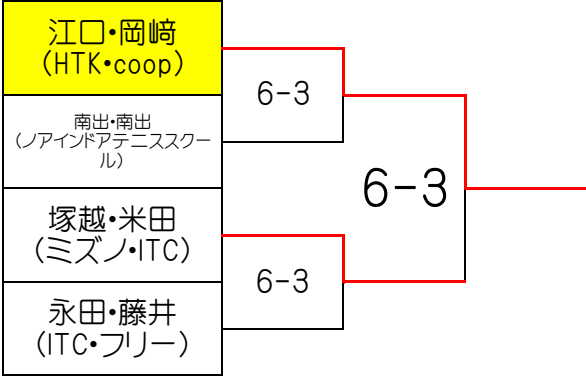 江口・岡﨑
(HTK・coop)
6-3
南出・南出
(ノアインドアテニススクー
ル)
6-3
塚越・米田
(ミズノ・ITC)
6-3
永田・藤井
(ITC・フリー)